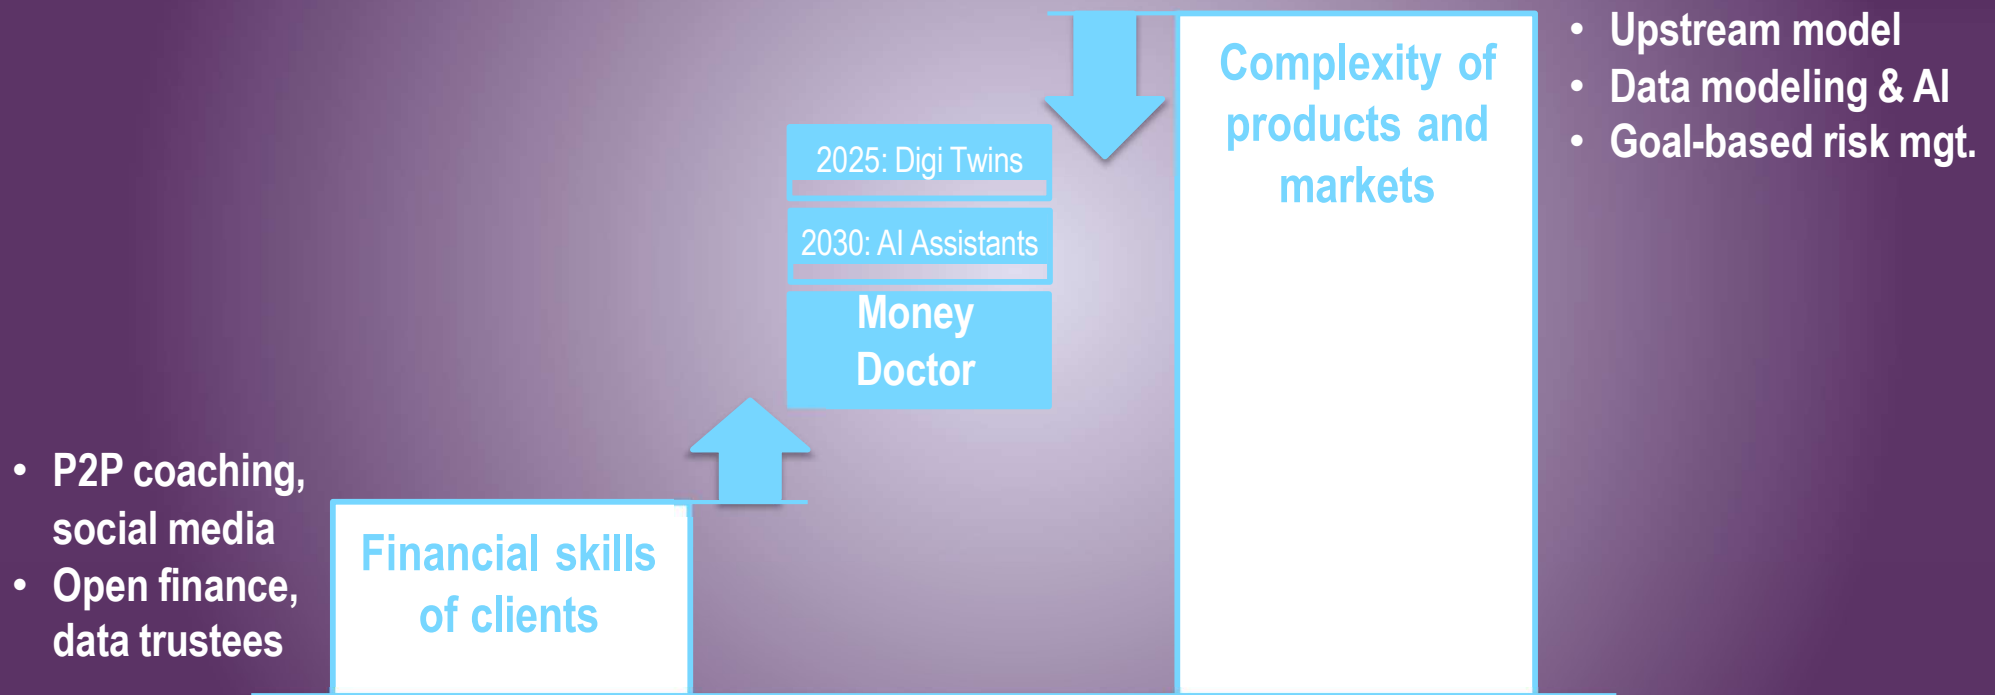 • P2P coaching,
social media
• Open finance,
data trustees
Financial skills
of clients
2025: Digi Twins
2030: AI Assistants
Money
Doctor
Complexity of
products and
markets
• Upstream model
• Data modeling & AI
• Goal-based risk mgt.